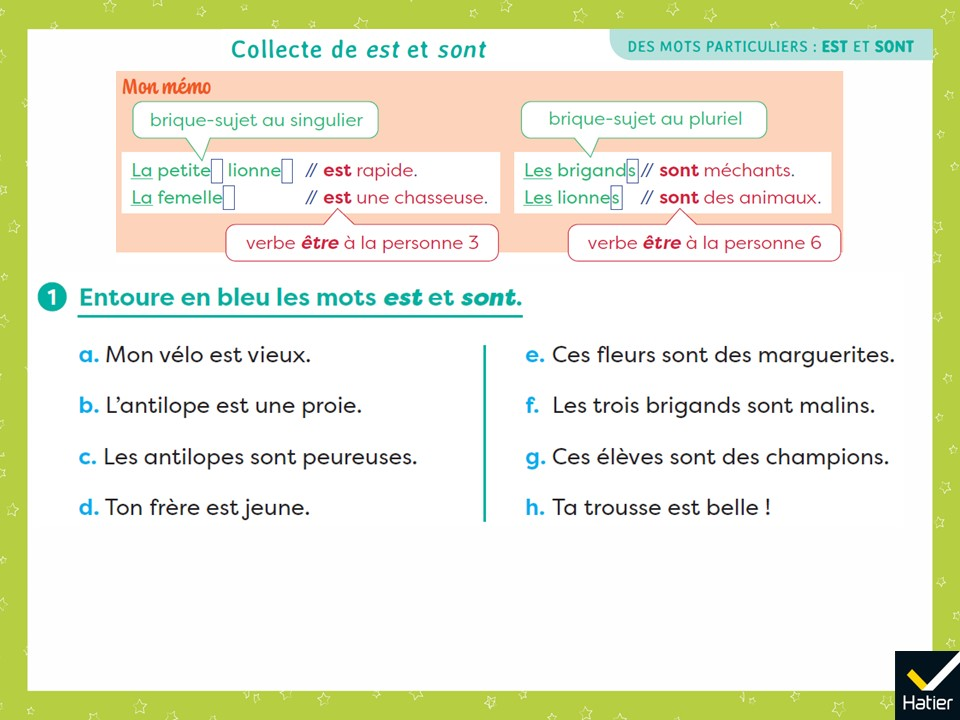 Collecte de est et sont
DES MOTS PARTICULIERS : EST ET SONT
Mon mémo
brique-sujet au singulier
La petite lionne // est rapide.
La femelle // est une chasseuse.
verbe être à la personne 3
brique-sujet au pluriel
Les brigands // sont méchants.
Les lionnes // sont des animaux.
verbe être à la personne 6
1 Entoure en bleu les mots est et sont.
a. Mon vélo est vieux.
b. L’antilope est une proie.
c. Les antilopes sont peureuses.
d. Ton frère est jeune.
e. Ces fleurs sont des marguerites.
f. Les trois brigands sont malins.
g. Ces élèves sont des champions.
h. Ta trousse est belle !
Hatier